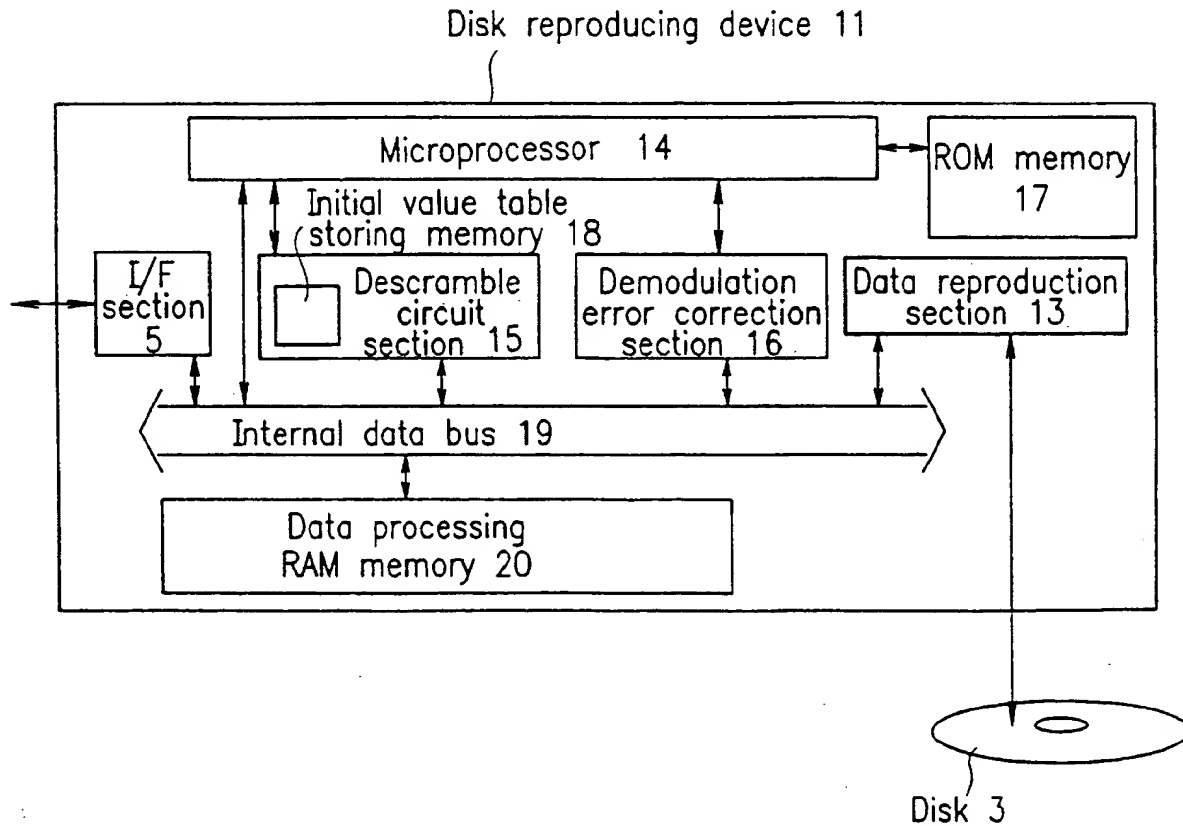 Disk reproducing device 11
Microprocessor 14
ROM memory
17
Initial value table
storing memory 18
I/F
section
5
Descramble
circuit
section 15
Demodulation
error correction
section 16
Data reproduction
section 13
Internal data bus 19
Data processing
RAM memory 20
Disk 3